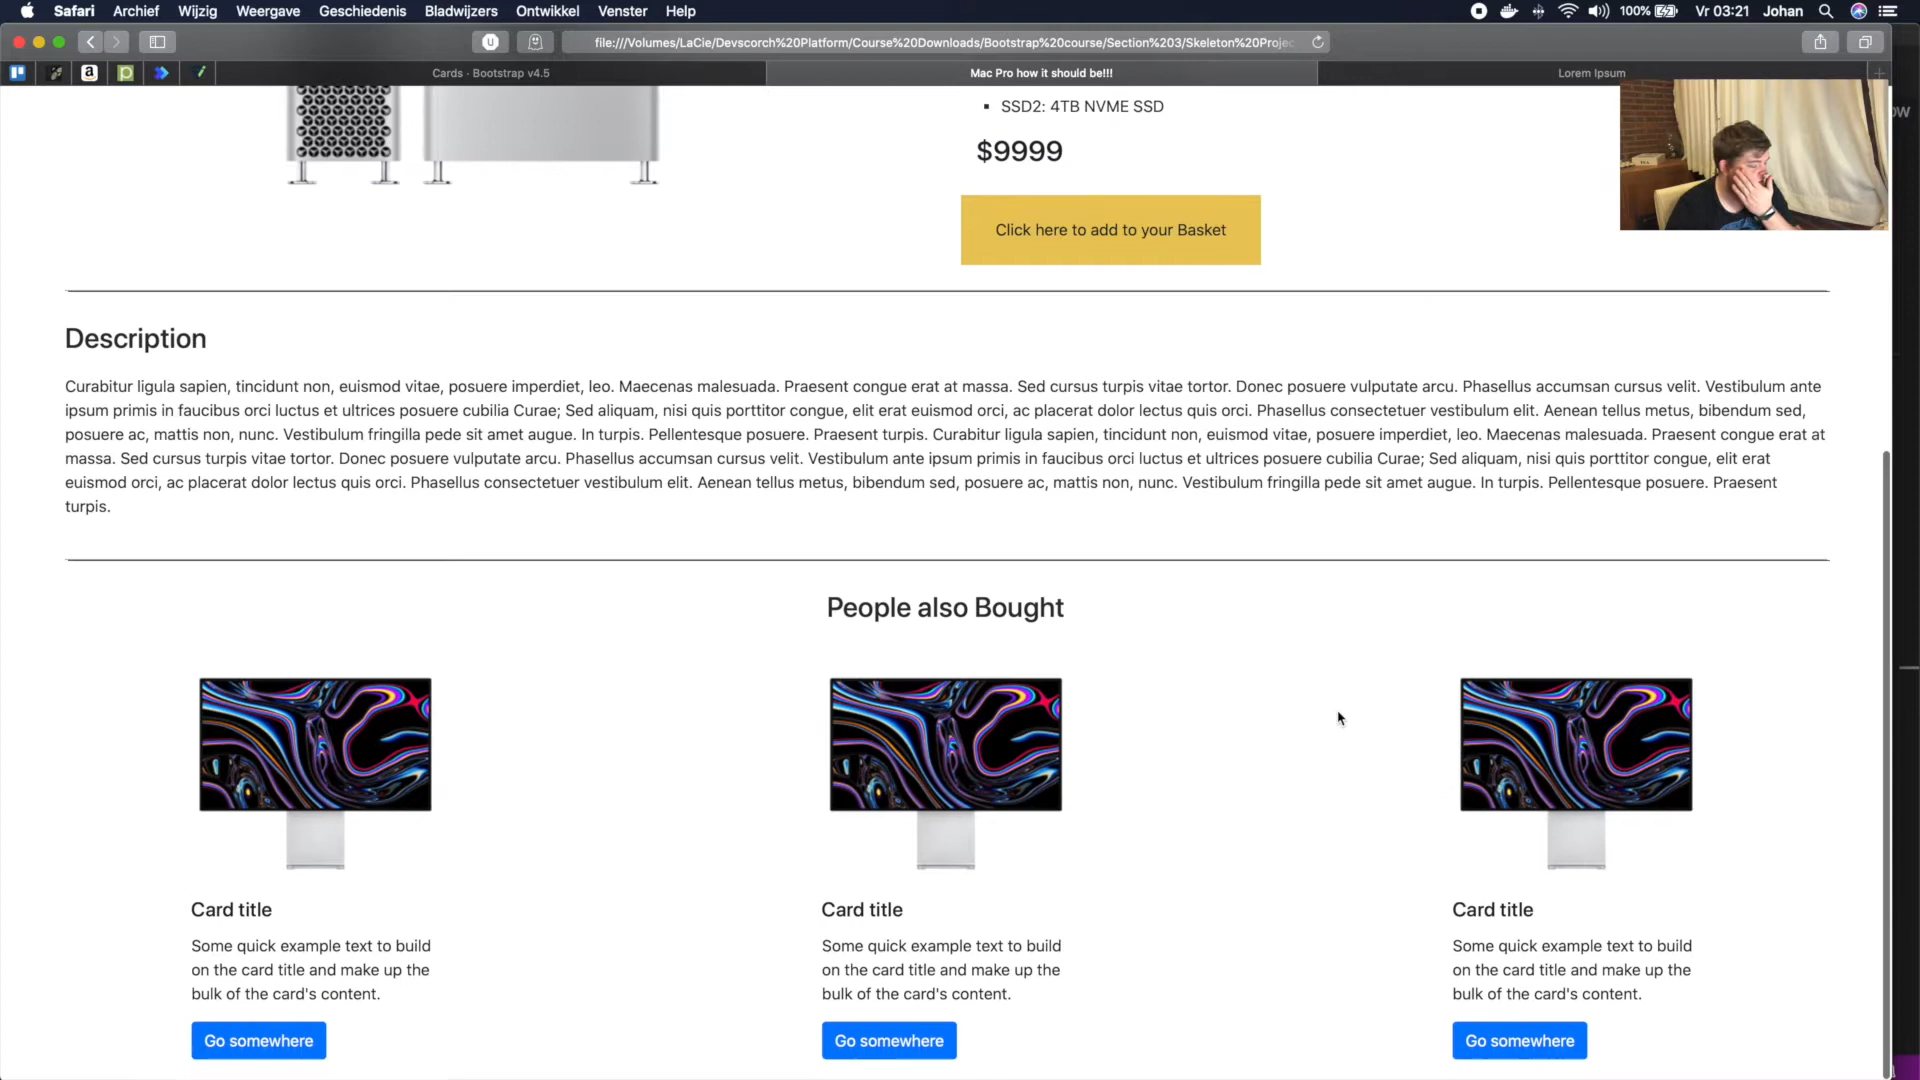 Safari Archief Wijzig Weergave Geschiedenis Bladwijzers Ontwikkel Venster Help 100% Vr 03:21 Johan
file:///Volumes/LaCie/Devscorch%20Platform/Course%20Downloads/Bootstrap%20course/Section%203/Skeleton%20Projec
Cards · Bootstrap v4.5 Mac Pro how it should be!!! Lorem Ipsum
SSD2: 4TB NVME SSD
$9999
Click here to add to your Basket
Description
Curabitur ligula sapien, tincidunt non, euismod vitae, posuere imperdiet, leo. Maecenas malesuada. Praesent congue erat at massa. Sed cursus turpis vitae tortor. Donec posuere vulputate arcu. Phasellus accumsan cursus velit. Vestibulum ante
ipsum primis in faucibus orci luctus et ultrices posuere cubilia Curae; Sed aliquam, nisi quis porttitor congue, elit erat euismod orci, ac placerat dolor lectus quis orci. Phasellus consectetuer vestibulum elit. Aenean tellus metus, bibendum sed,
posuere ac, mattis non, nunc. Vestibulum fringilla pede sit amet augue. In turpis. Pellentesque posuere. Praesent turpis. Curabitur ligula sapien, tincidunt non, euismod vitae, posuere imperdiet, leo. Maecenas malesuada. Praesent congue erat at
massa. Sed cursus turpis vitae tortor. Donec posuere vulputate arcu. Phasellus accumsan cursus velit. Vestibulum ante ipsum primis in faucibus orci luctus et ultrices posuere cubilia Curae; Sed aliquam, nisi quis porttitor congue, elit erat
euismod orci, ac placerat dolor lectus quis orci. Phasellus consectetuer vestibulum elit. Aenean tellus metus, bibendum sed, posuere ac, mattis non, nunc. Vestibulum fringilla pede sit amet augue. In turpis. Pellentesque posuere. Praesent
turpis.
People also Bought
Card title
Some quick example text to build
on the card title and make up the
bulk of the card's content.
Go somewhere
Card title
Some quick example text to build
on the card title and make up the
bulk of the card's content.
Go somewhere
Card title
Some quick example text to build
on the card title and make up the
bulk of the card's content.
Go somewhere